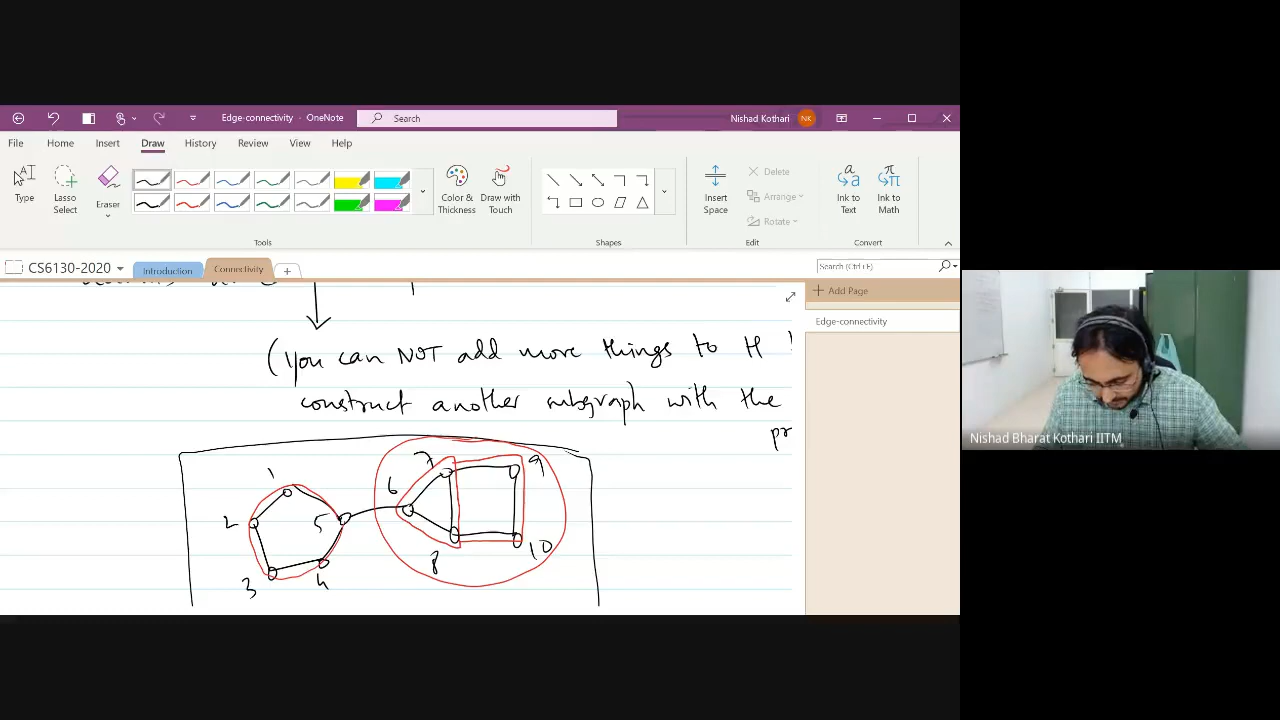 Edge-connectivity - OneNote
Search
Nishad Kothari
NK
File Home Insert Draw History Review View Help
Type
Lasso Select
Eraser
Color & Thickness
Draw with Touch
Insert Space
Delete
Arrange
Rotate
Ink to Text
Ink to Math
Tools
Shapes
Edit
Convert
CS6130-2020
Introduction
Connectivity
Search (Ctrl+E)
Add Page
Edge-connectivity
(you can NOT add more things to H
construct another subgraph with the
pr
1
2
3
4
5
6
7
8
9
10
Nishad Bharat Kothari IITM